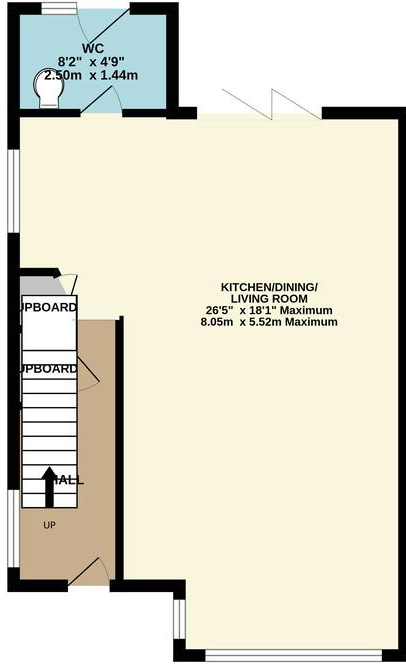 WC
8'2" x 4'9"
2.50m x 1.44m
KITCHEN/DINING/
LIVING ROOM
26'5" x 18'1" Maximum
8.05m x 5.52m Maximum
UPBOARD
UPBOARD
HALL
UP